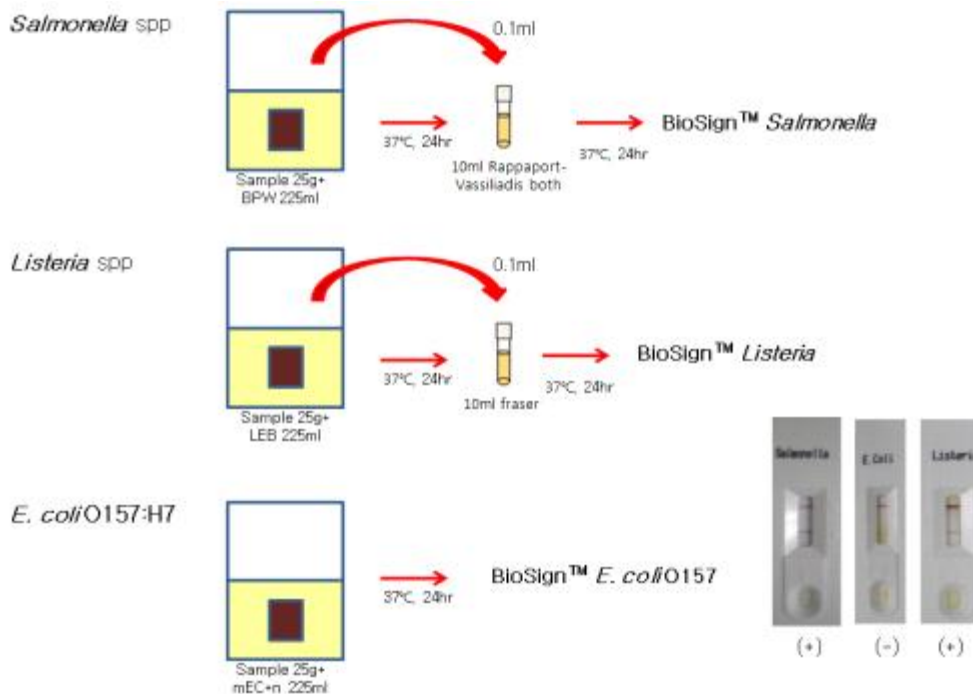 Salmonella spp
0.1ml
37℃, 24hr
37℃, 24hr
BioSign™ Salmonella
10ml Rappaport-
Vassiliadis both
Sample 25g+
BPW 225ml
Listeria spp
0.1ml
37℃, 24hr
37℃, 24hr
BioSign™ Listeria
10ml fraser
Sample 25g+
LEB 225ml
Salmonella
E.Coli
Listeria
E. coli O157:H7
37℃, 24hr
BioSign™ E. coli O157
Sample 25g+
mEC+n 225ml
(+)
(-)
(+)